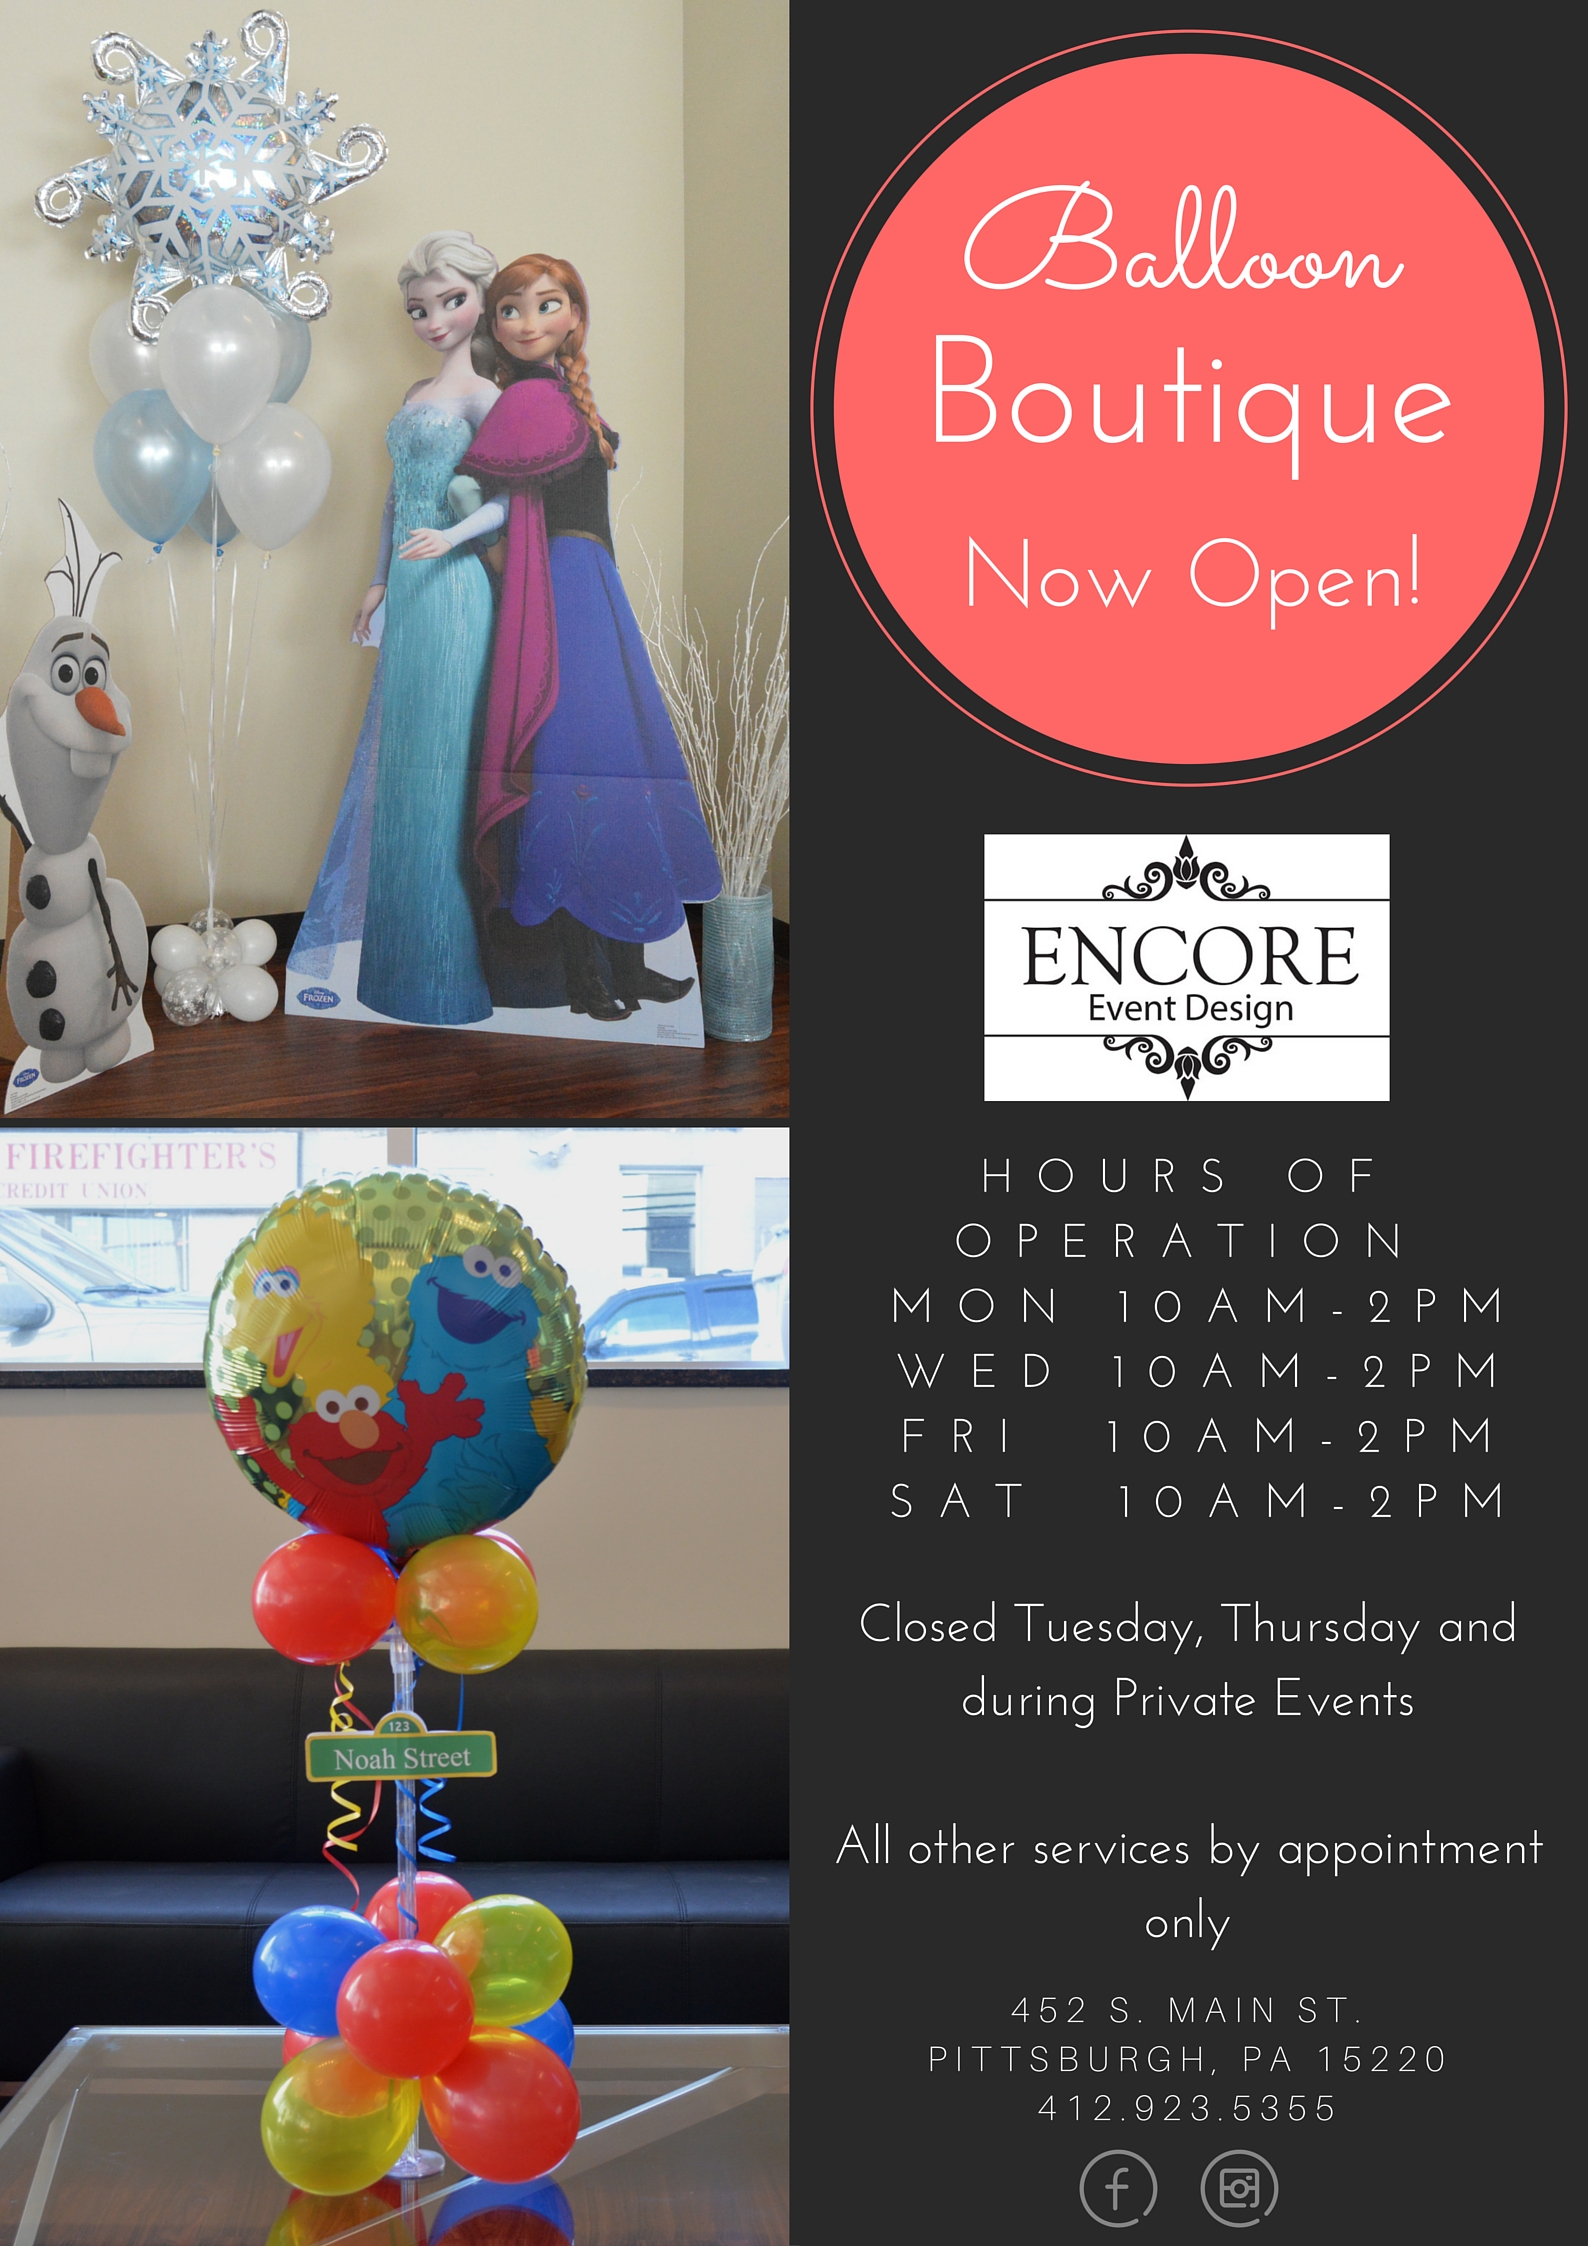 Balloon
Boutique
Now Open!
ENCORE
Event Design
HOURS OF
OPERATION
MON 10AM-2PM
WED 10AM-2PM
FRI 10AM-2PM
SAT 10AM-2PM
Closed Tuesday, Thursday and
during Private Events
All other services by appointment
only
452 S. MAIN ST.
PITTSBURGH, PA 15220
412.923.5355
FROZEN
FROZEN
FIREFIGHTER'S
CREDIT UNION
123
Noah Street